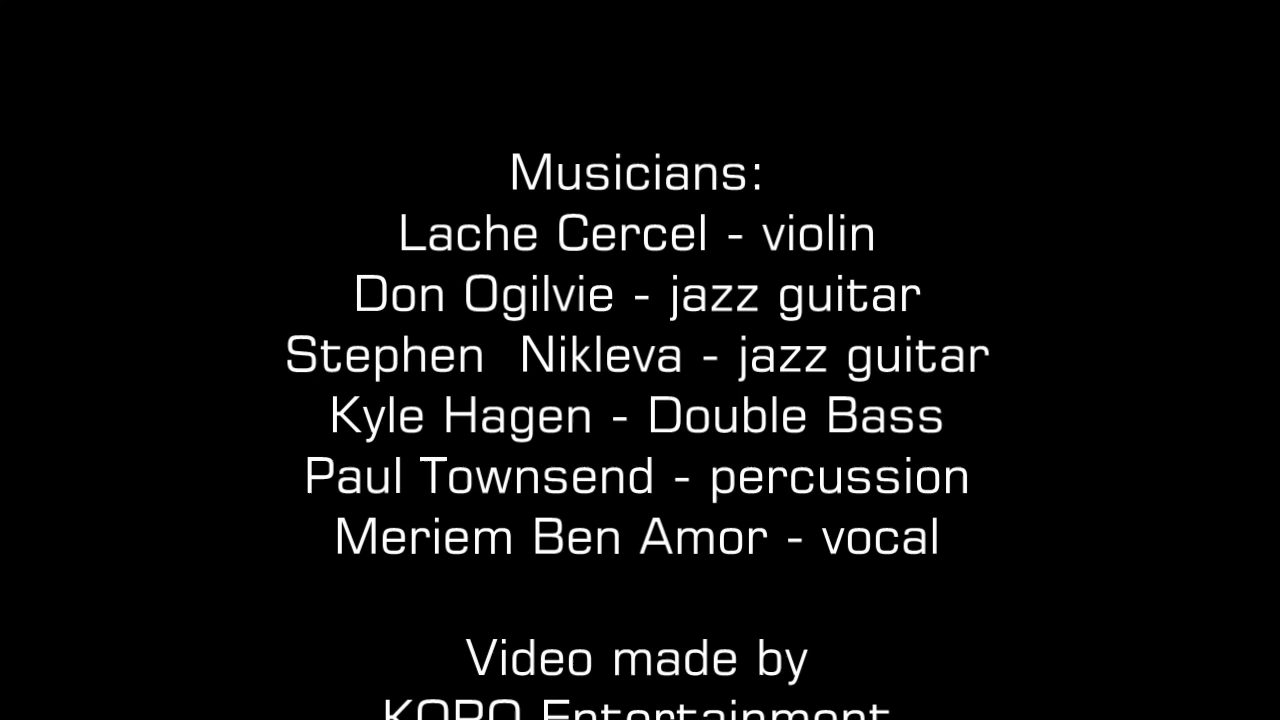 Musicians:
Lache Cercel - violin
Don Ogilvie - jazz guitar
Stephen  Nikleva - jazz guitar
Kyle Hagen - Double Bass
Paul Townsend - percussion
Meriem Ben Amor - vocal
Video made by
Entertainment